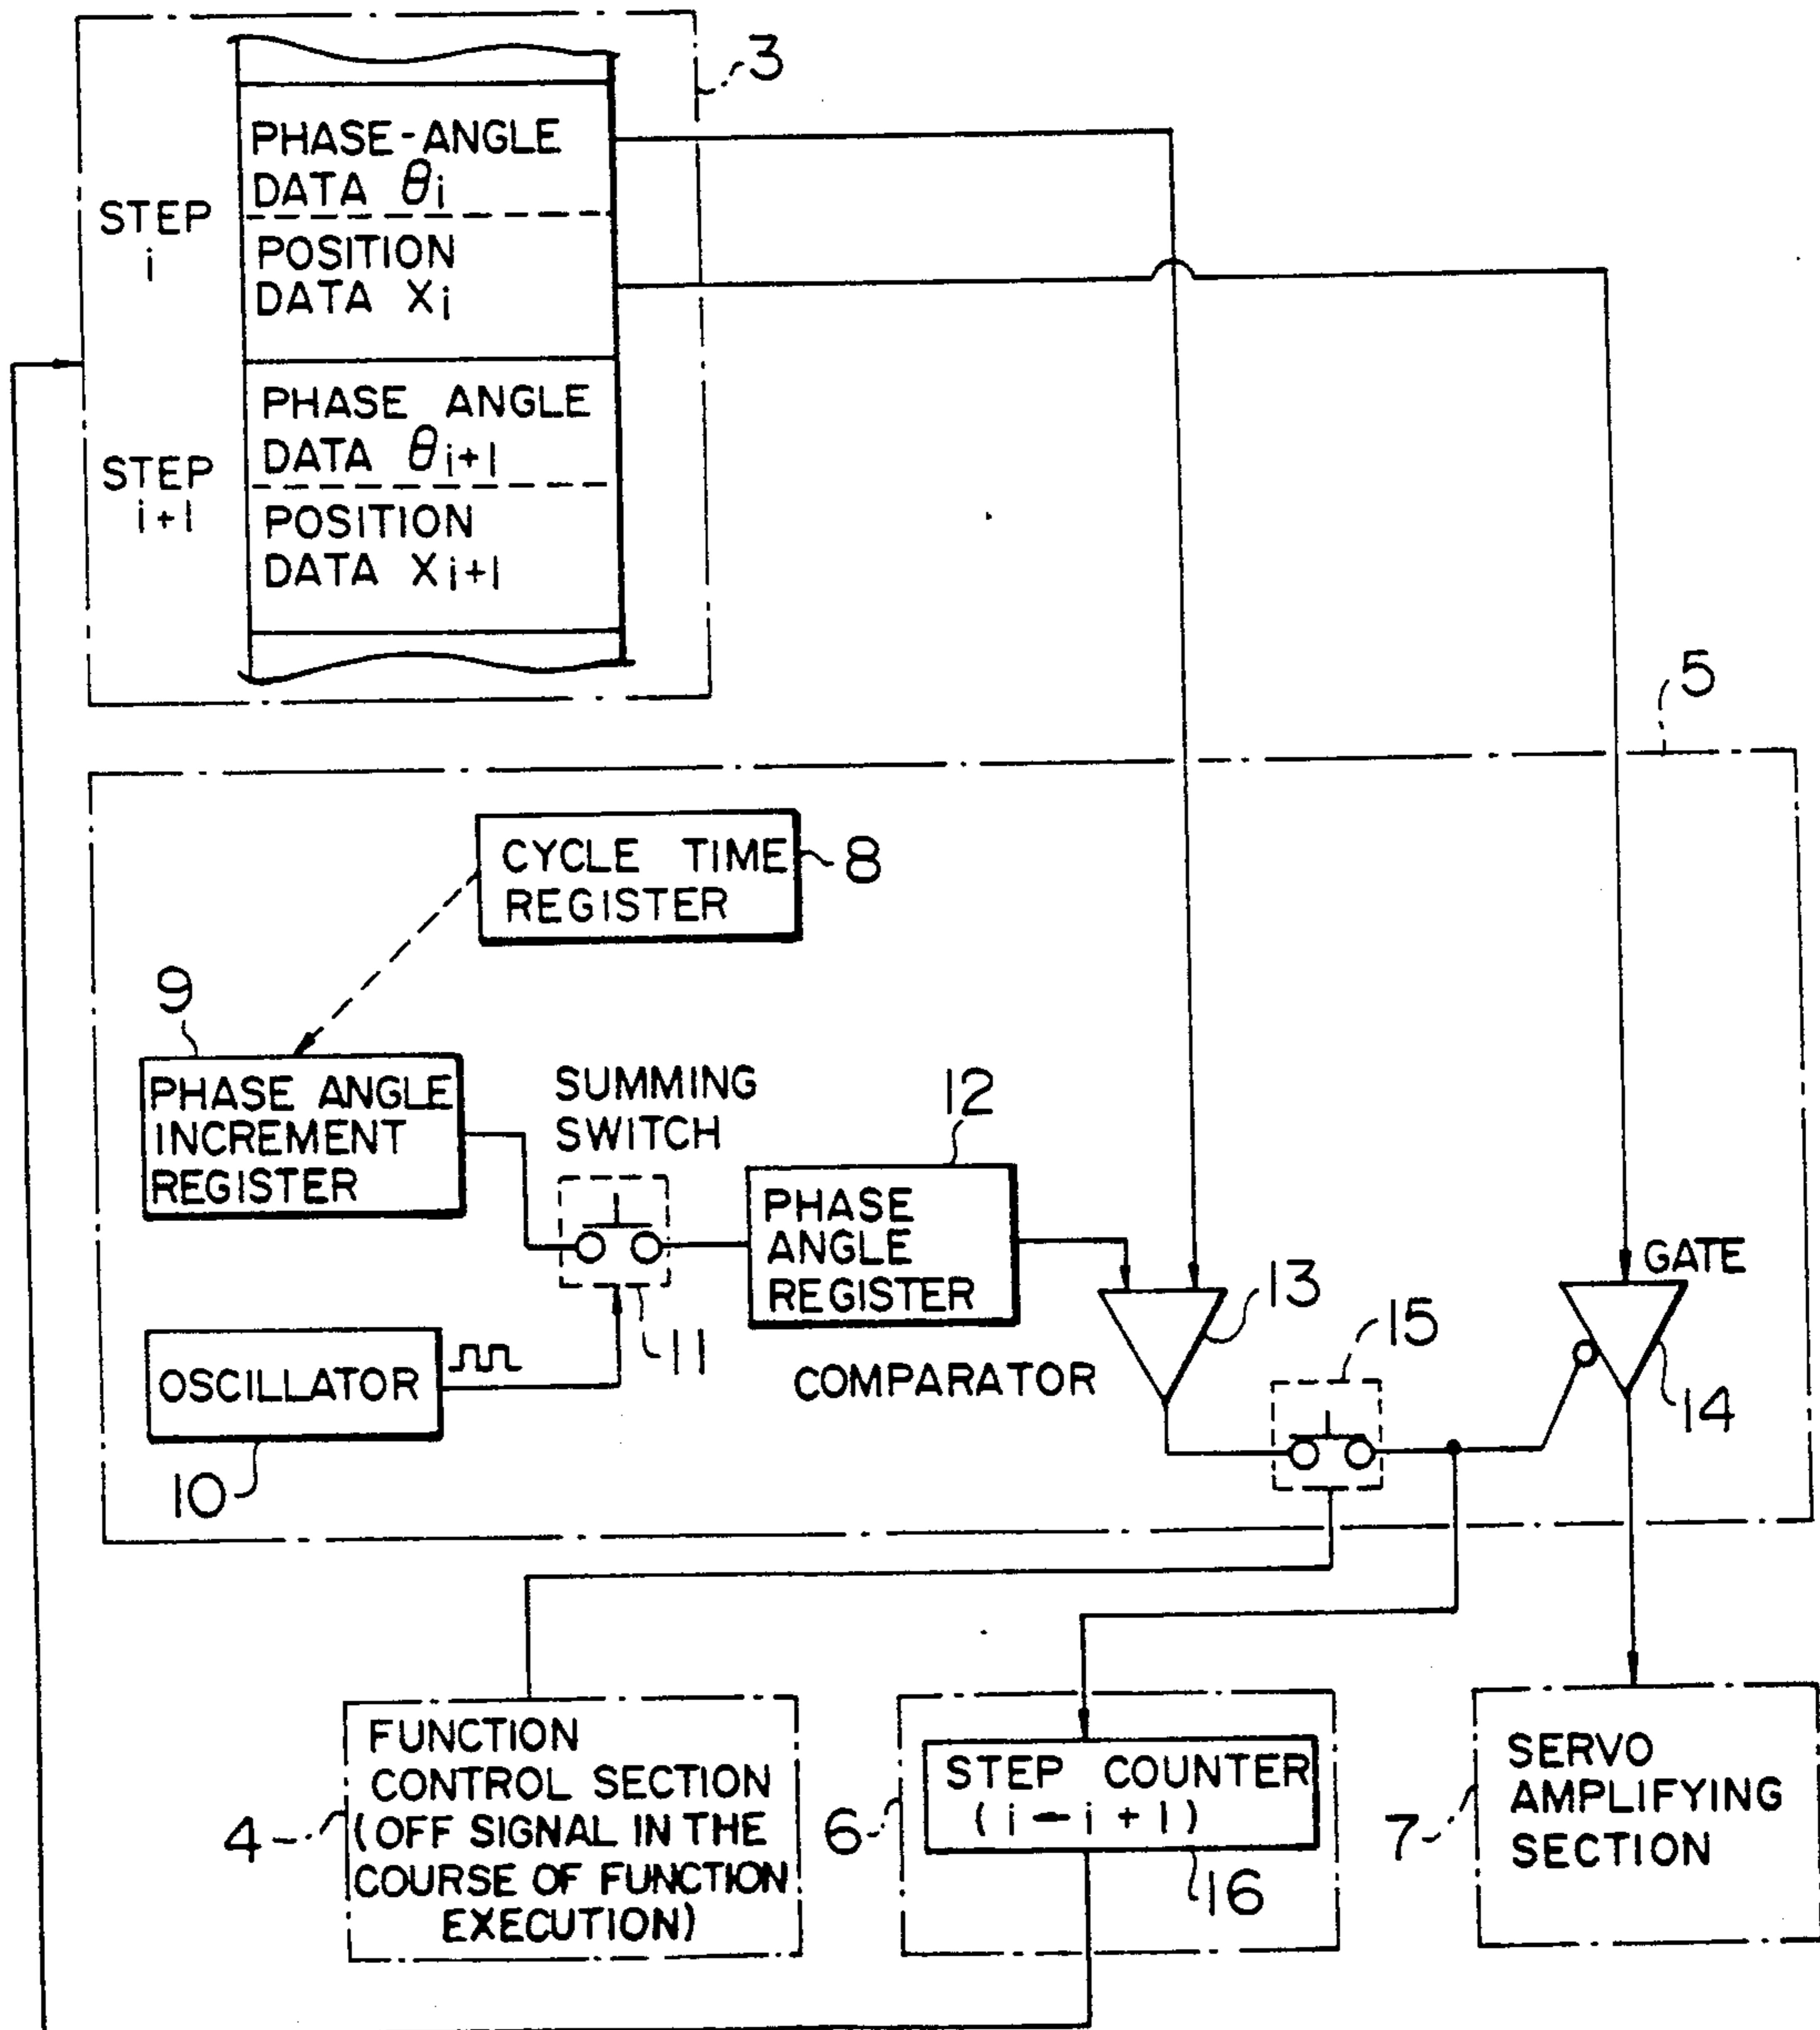 3
PHASE-ANGLE
DATA θi
STEP
i
POSITION
DATA Xi
PHASE ANGLE
DATA θi+1
STEP
i+1
POSITION
DATA Xi+1
5
CYCLE TIME
REGISTER
8
9
PHASE ANGLE
INCREMENT
REGISTER
SUMMING
SWITCH
12
PHASE
ANGLE
REGISTER
GATE
13
15
11
OSCILLATOR
COMPARATOR
14
10
FUNCTION
CONTROL SECTION
(OFF SIGNAL IN THE
COURSE OF FUNCTION
EXECUTION)
4
STEP COUNTER
( i ← i + 1 )
6
16
SERVO
AMPLIFYING
SECTION
7